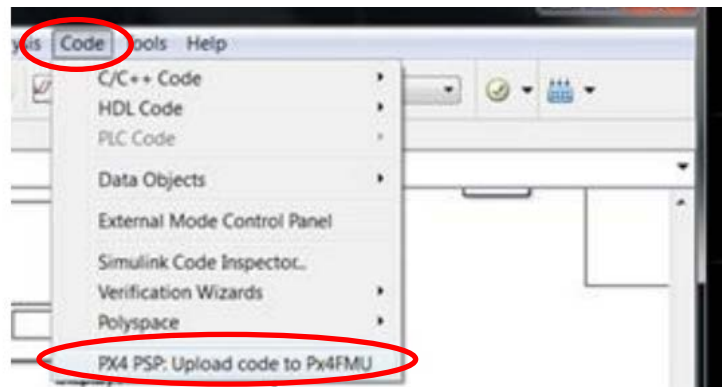 Code Tools Help
C/C++ Code
HDL Code
PLC Code
Data Objects
External Mode Control Panel
Simulink Code Inspector...
Verification Wizards
Polyspace
PX4 PSP: Upload code to Px4FMU